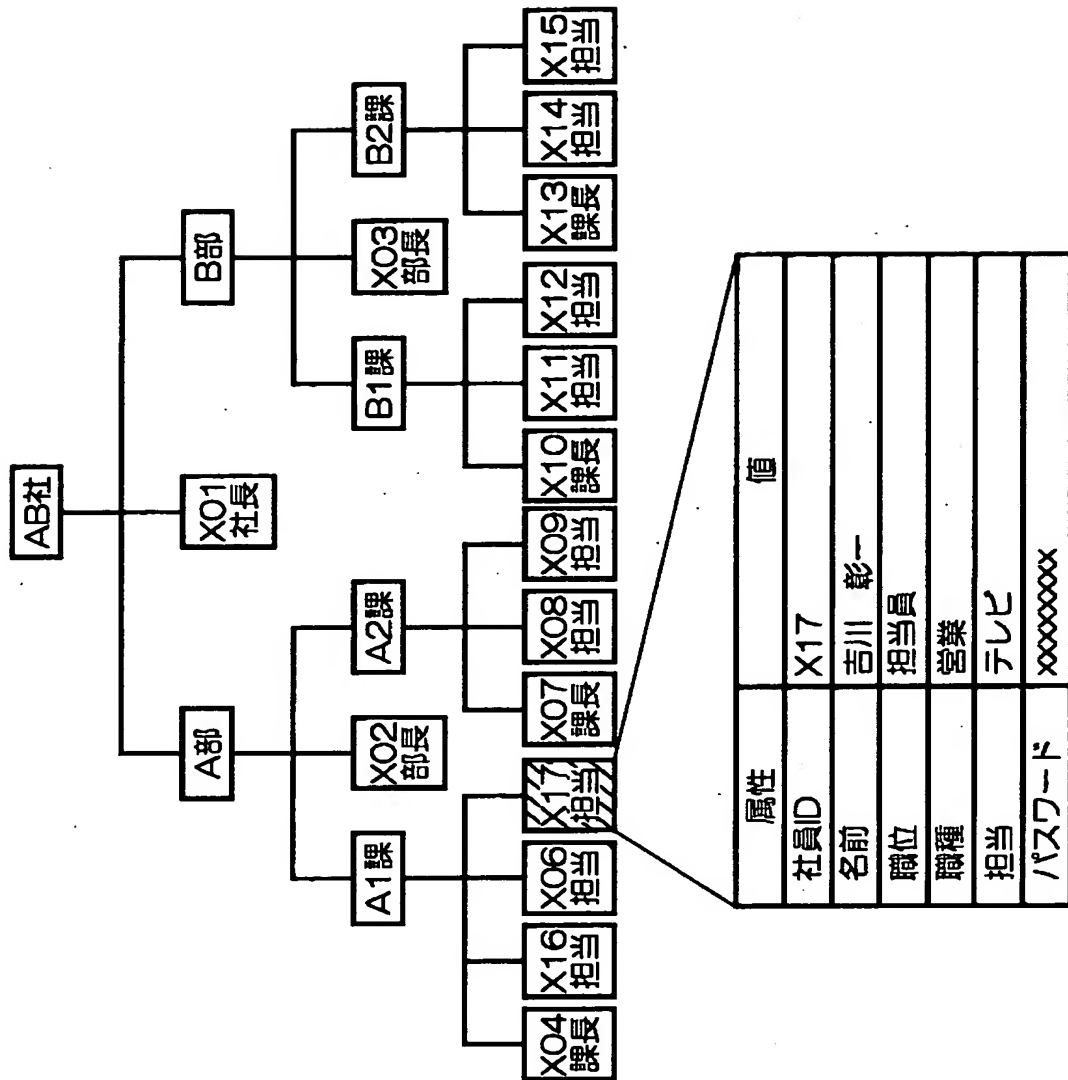 AB社
A部
X01
社長
B部
A1課
X02
部長
A2課
B1課
X03
部長
B2課
X04
課長
X16
担当
X06
担当
X17
担当
X07
課長
X08
担当
X09
担当
X10
課長
X11
担当
X12
担当
X13
課長
X14
担当
X15
担当
属性 値
社員ID X17
名前 吉川 彰一
職位 担当員
職種 営業
担当 テレビ
パスワード xxxxxxxx